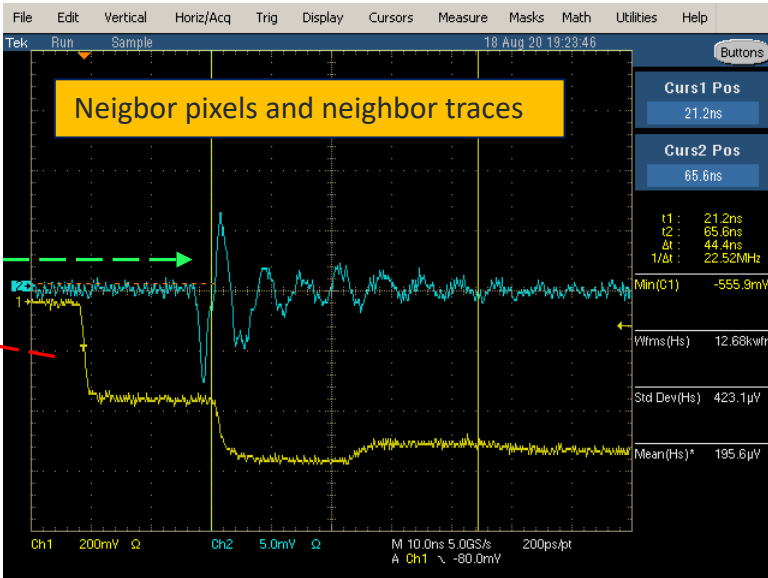 File Edit Vertical Horiz/Acq Trig Display Cursors Measure Masks Math Utilities Help
Tek Run Sample 18 Aug 20 19:23:46
Buttons
Neigbor pixels and neighbor traces
Curs1 Pos
21.2ns
Curs2 Pos
65.6ns
t1: 21.2ns
t2: 65.6ns
Δt: 44.4ns
1/Δt: 22.52MHz
Min(C1) -555.9mV
Wfms(Hs) 12.68kwfr
Std Dev(Hs) 423.1µV
Mean(Hs)* 195.6µV
1
Ch1 200mV Ω Ch2 5.0mV Ω M 10.0ns 5.0GS/s 200ps/pt
A Ch1 \ -80.0mV